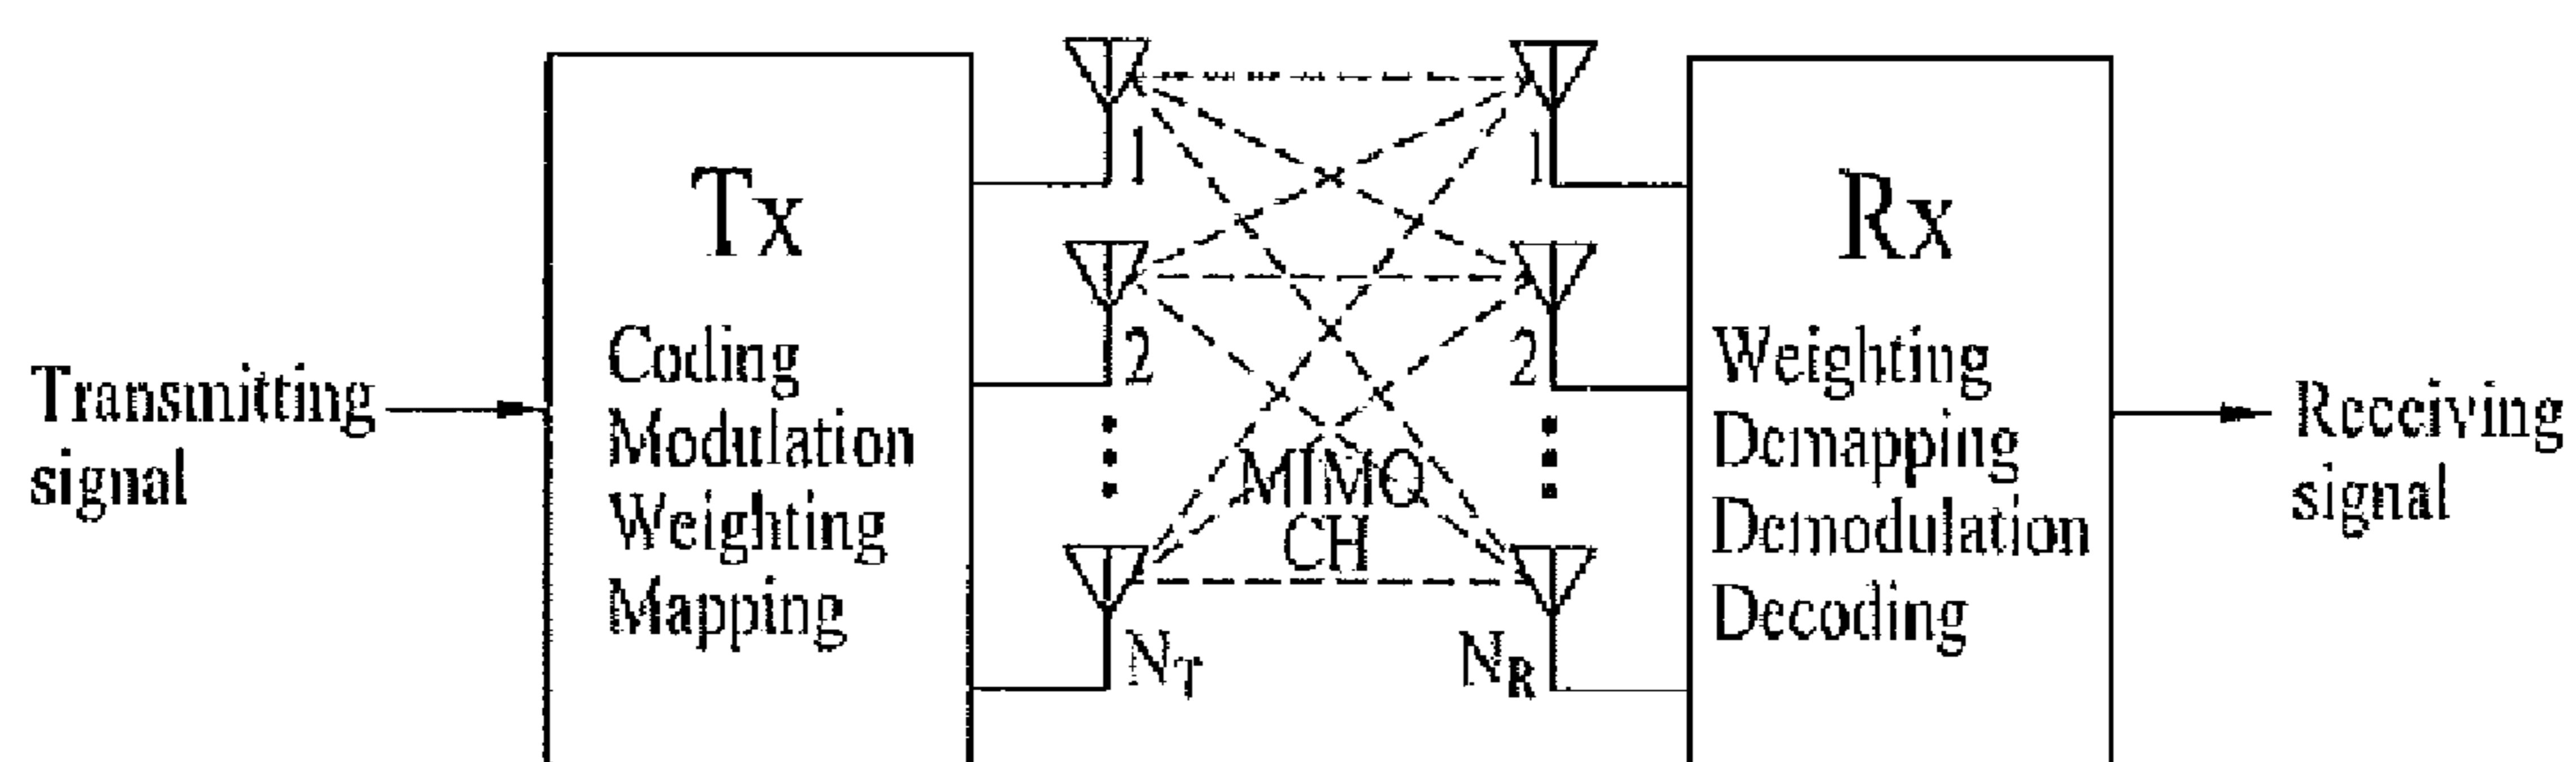 Transmitting
signal
Tx
Coding
Modulation
Weighting
Mapping
1
2
N_T
MIMO
CH
1
2
N_R
Rx
Weighting
Demapping
Demodulation
Decoding
Receiving
signal